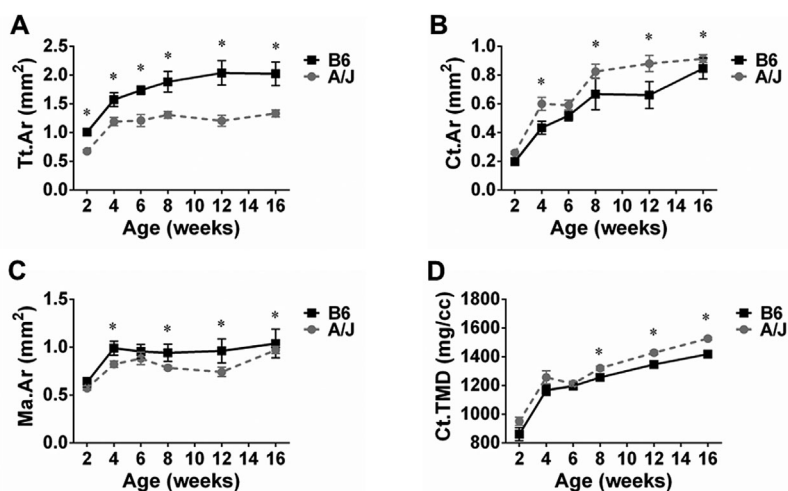 A
Tt.Ar (mm²)
2.5
2.0
1.5
1.0
0.5
0.0
* * * * * *
2 4 6 8 10 12 14 16
Age (weeks)
B6
A/J
B
Ct.Ar (mm²)
1.0
0.8
0.6
0.4
0.2
0.0
* * * *
2 4 6 8 10 12 14 16
Age (weeks)
B6
A/J
C
Ma.Ar (mm²)
1.5
1.0
0.5
0.0
* * * *
2 4 6 8 10 12 14 16
Age (weeks)
B6
A/J
D
Ct.TMD (mg/cc)
1800
1600
1400
1200
1000
800
* * *
2 4 6 8 10 12 14 16
Age (weeks)
B6
A/J